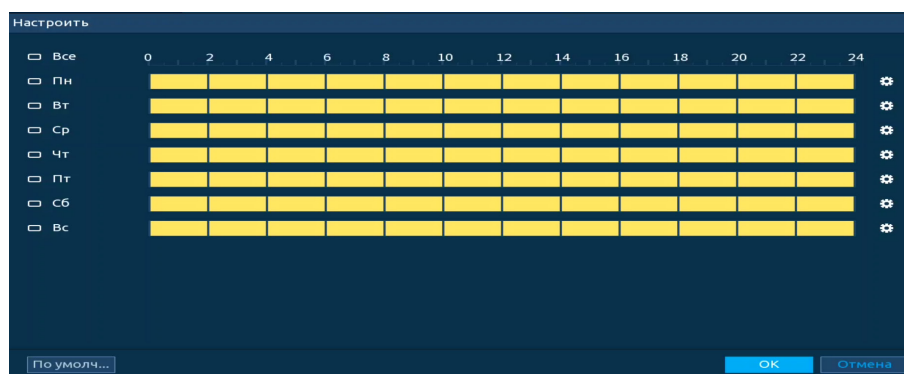 Настроить
Все 0 2 4 6 8 10 12 14 16 18 20 22 24
Пн
Вт
Ср
Чт
Пт
Сб
Вс
По умолч... OK Отмена